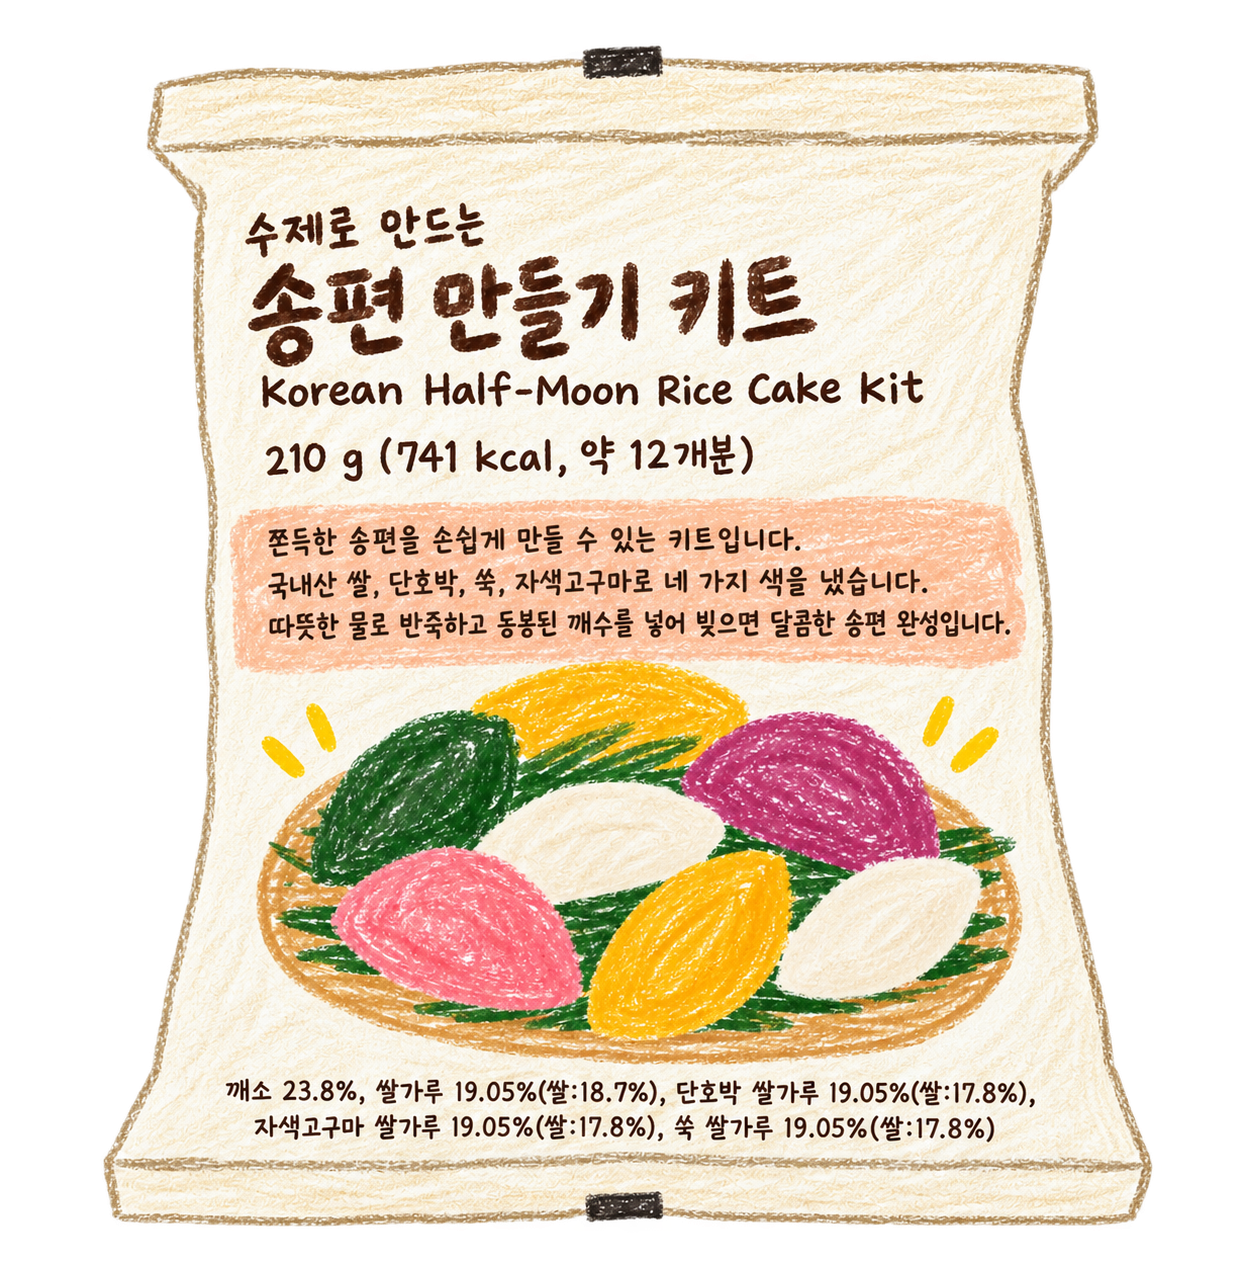 수제로 안드는
송편 만들기 키트
Korean Half-Moon Rice Cake Kit
210 g (741 kcal, 약 12개분)
쫀득한 송편을 손쉽게 만들 수 있는 키트입니다.
국내산 쌀, 단호박, 쑥, 자색고구마로 네 가지 색을 냈습니다.
따뜻한 물로 반죽하고 동봉된 깨수를 넣어 빚으면 달콤한 송편 완성입니다.
깨소 23.8%, 쌀가루 19.05%(쌀:18.7%), 단호박 쌀가루 19.05%(쌀:17.8%),
자색고구마 쌀가루 19.05%(쌀:17.8%), 쑥 쌀가루 19.05%(쌀:17.8%)